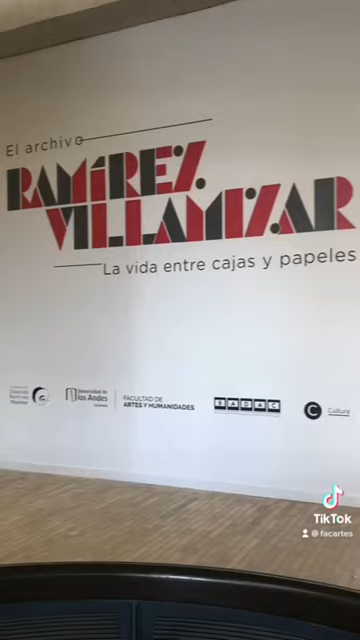 El archivo
RAMÍREZ
VILLAMIZAR
La vida entre cajas y papeles
Universidad de
los Andes
FACULTAD DE
ARTES Y HUMANIDADES
BADAC
C Cultura
TikTok
@facartes